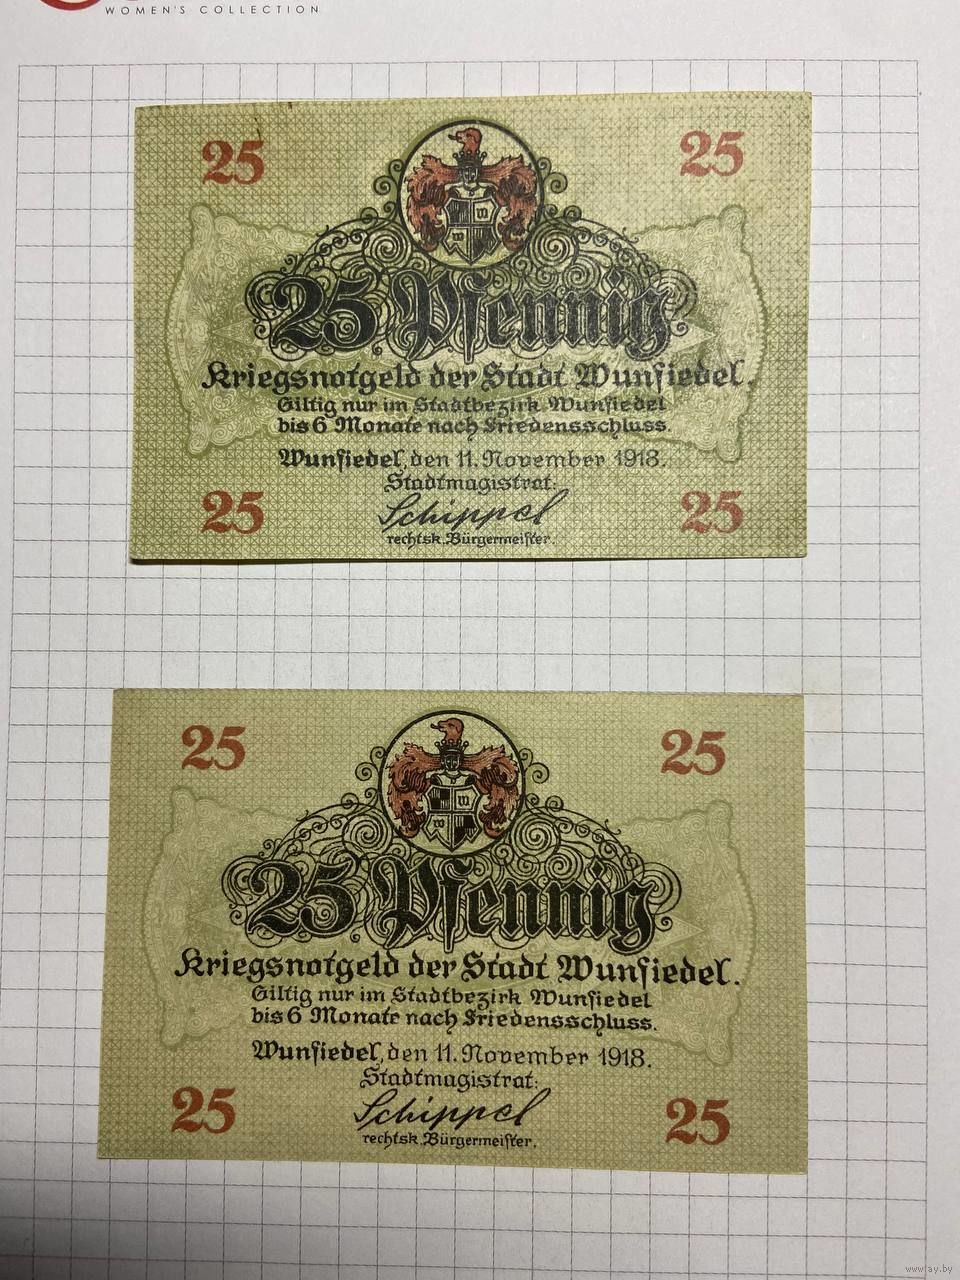 WOMEN'S COLLECTION
25 25
25 Pfennig
Kriegsnotgeld der Stadt Wunsiedel.
Giltig nur im Stadtbezirk Wunsiedel
bis 6 Monate nach Friedensschluss.
Wunsiedel, den 11. November 1918.
Stadtmagistrat:
25 Schippel 25
rechtsk. Bürgermeister.
25 25
25 Pfennig
Kriegsnotgeld der Stadt Wunsiedel.
Giltig nur im Stadtbezirk Wunsiedel
bis 6 Monate nach Friedensschluss.
Wunsiedel, den 11. November 1918.
Stadtmagistrat:
25 Schippel 25
rechtsk. Bürgermeister.
www.ay.by